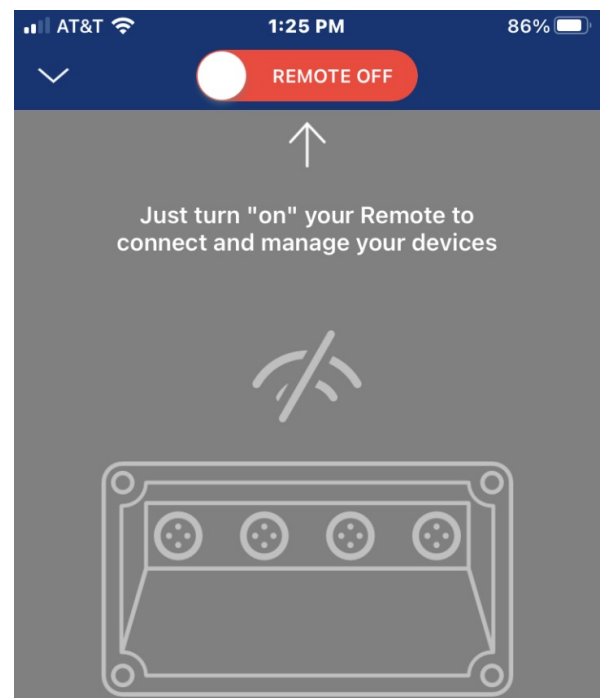 AT&T 1:25 PM 86%
REMOTE OFF
Just turn "on" your Remote to
connect and manage your devices